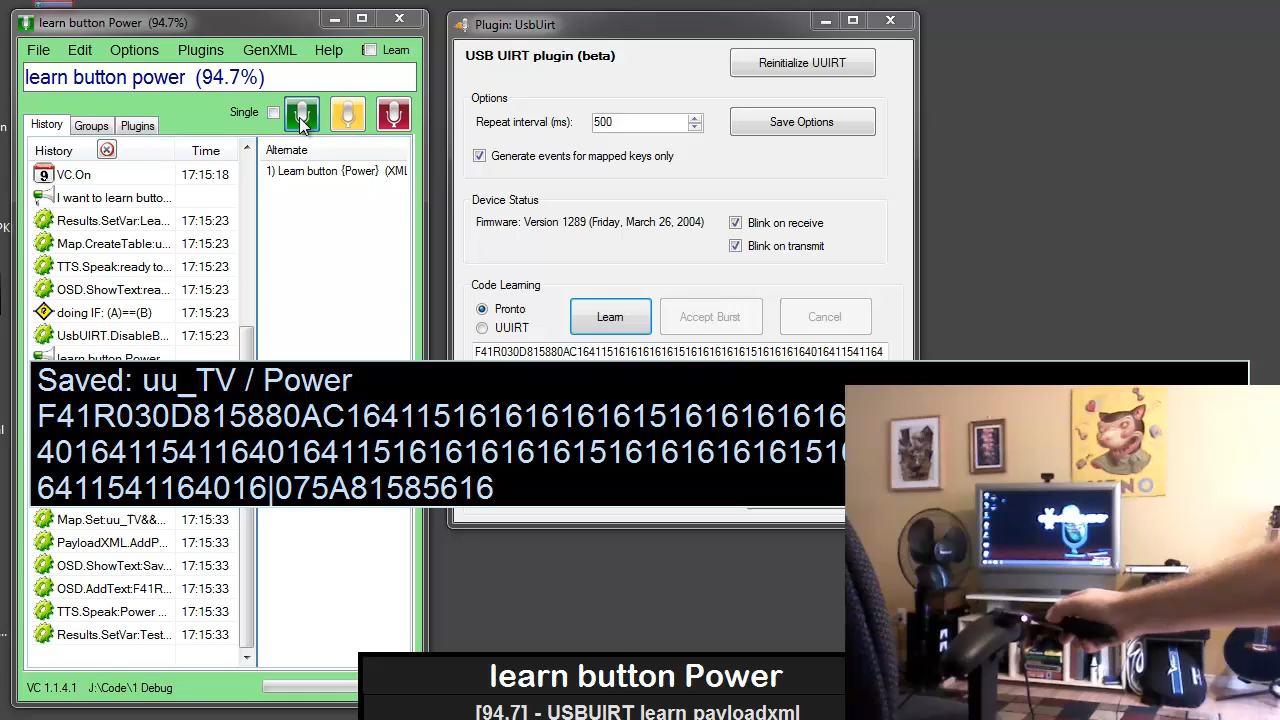 learn button Power (94.7%)
File Edit Options Plugins GenXML Help Learn
learn button power (94.7%)
Single
History Groups Plugins
History Time
VC.On 17:15:18
I want to learn butto...
Results.SetVar:Lea... 17:15:23
Map.CreateTable:u... 17:15:23
TTS.Speak:ready to... 17:15:23
OSD.ShowText:rea... 17:15:23
doing IF: (A)==(B) 17:15:23
UsbUIRT.DisableB... 17:15:23
learn button Power
Map.Set:uu_TV&&... 17:15:33
PayloadXML.AddP... 17:15:33
OSD.ShowText:Sav... 17:15:33
OSD.AddText:F41R... 17:15:33
TTS.Speak:Power ... 17:15:33
Results.SetVar:Test... 17:15:33
Alternate
1) Learn button {Power} (XML
VC 1.1.4.1 J:\Code\1 Debug
Plugin: UsbUirt
USB UIRT plugin (beta)
Reinitialize UUIRT
Options
Repeat interval (ms): 500
Save Options
Generate events for mapped keys only
Device Status
Firmware: Version 1289 (Friday, March 26, 2004)
Blink on receive
Blink on transmit
Code Learning
Pronto
UUIRT
Learn Accept Burst Cancel
F41R030D815880AC164115161616161615161616161615161616164016411541164
Saved: uu_TV / Power
F41R030D815880AC164115161616161615161616161​6
4016411541164016411516161616161516161616161516
6411541164016|075A81585616
learn button Power
[94.7] - USBUIRT learn payloadxml